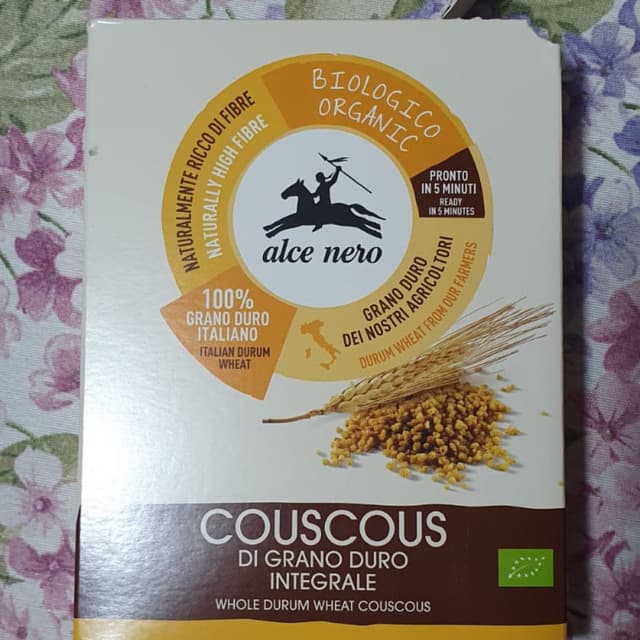 BIOLOGICO
ORGANIC
NATURALMENTE RICCO DI FIBRE
NATURALLY HIGH FIBRE
PRONTO
IN 5 MINUTI
READY
IN 5 MINUTES
alce nero
100%
GRANO DURO
ITALIANO
ITALIAN DURUM
WHEAT
GRANO DURO
DEI NOSTRI AGRICOLTORI
DURUM WHEAT FROM OUR FARMERS
COUSCOUS
DI GRANO DURO
INTEGRALE
WHOLE DURUM WHEAT COUSCOUS